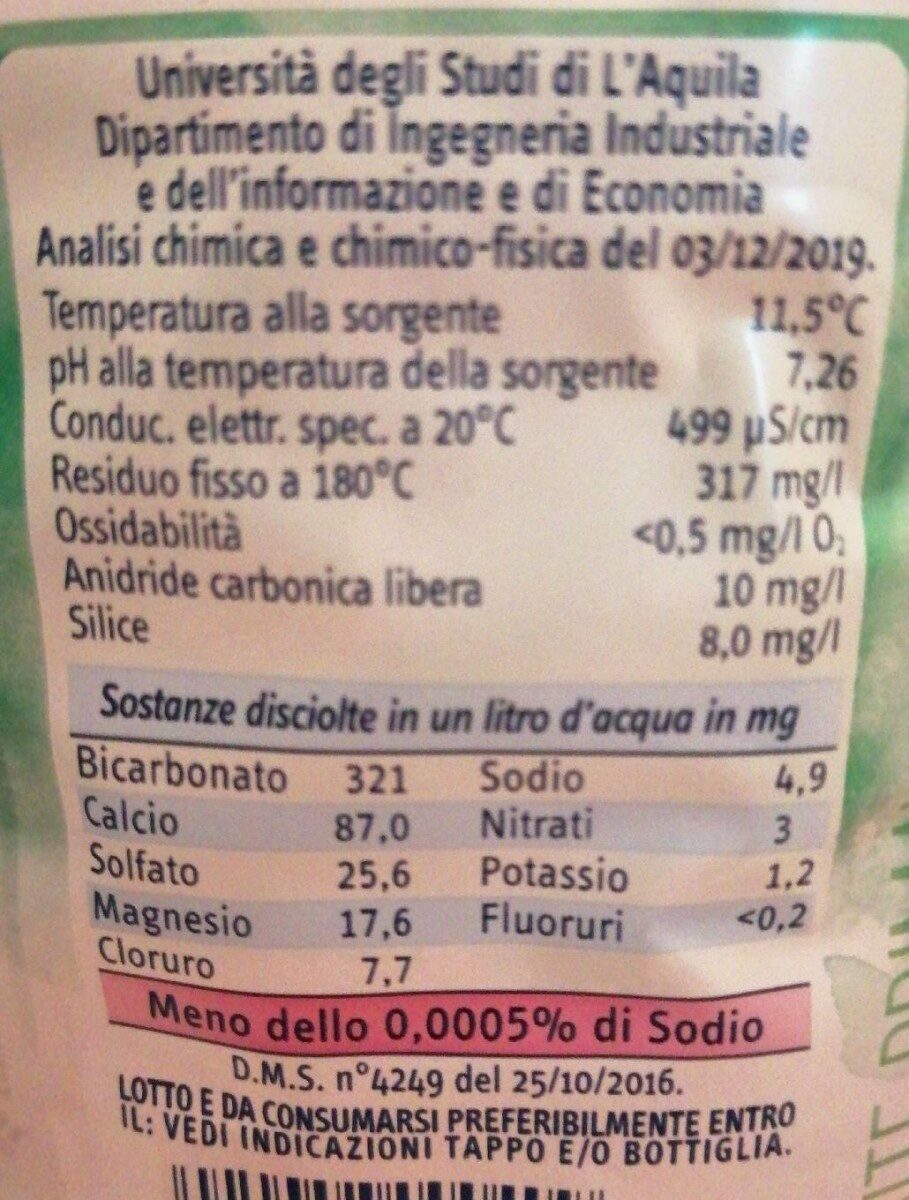 Università degli Studi di L'Aquila
Dipartimento di Ingegneria Industriale
e dell'informazione e di Economia
Analisi chimica e chimico-fisica del 03/12/2019.
Temperatura alla sorgente 11,5°C
pH alla temperatura della sorgente 7,26
Conduc. elettr. spec. a 20°C 499 µS/cm
Residuo fisso a 180°C 317 mg/l
Ossidabilità <0,5 mg/l O₂
Anidride carbonica libera 10 mg/l
Silice 8,0 mg/l
Sostanze disciolte in un litro d'acqua in mg
Bicarbonato 321 Sodio 4,9
Calcio 87,0 Nitrati 3
Solfato 25,6 Potassio 1,2
Magnesio 17,6 Fluoruri <0,2
Cloruro 7,7
Meno dello 0,0005% di Sodio
D.M.S. n°4249 del 25/10/2016.
LOTTO E DA CONSUMARSI PREFERIBILMENTE ENTRO
IL: VEDI INDICAZIONI TAPPO E/O BOTTIGLIA.